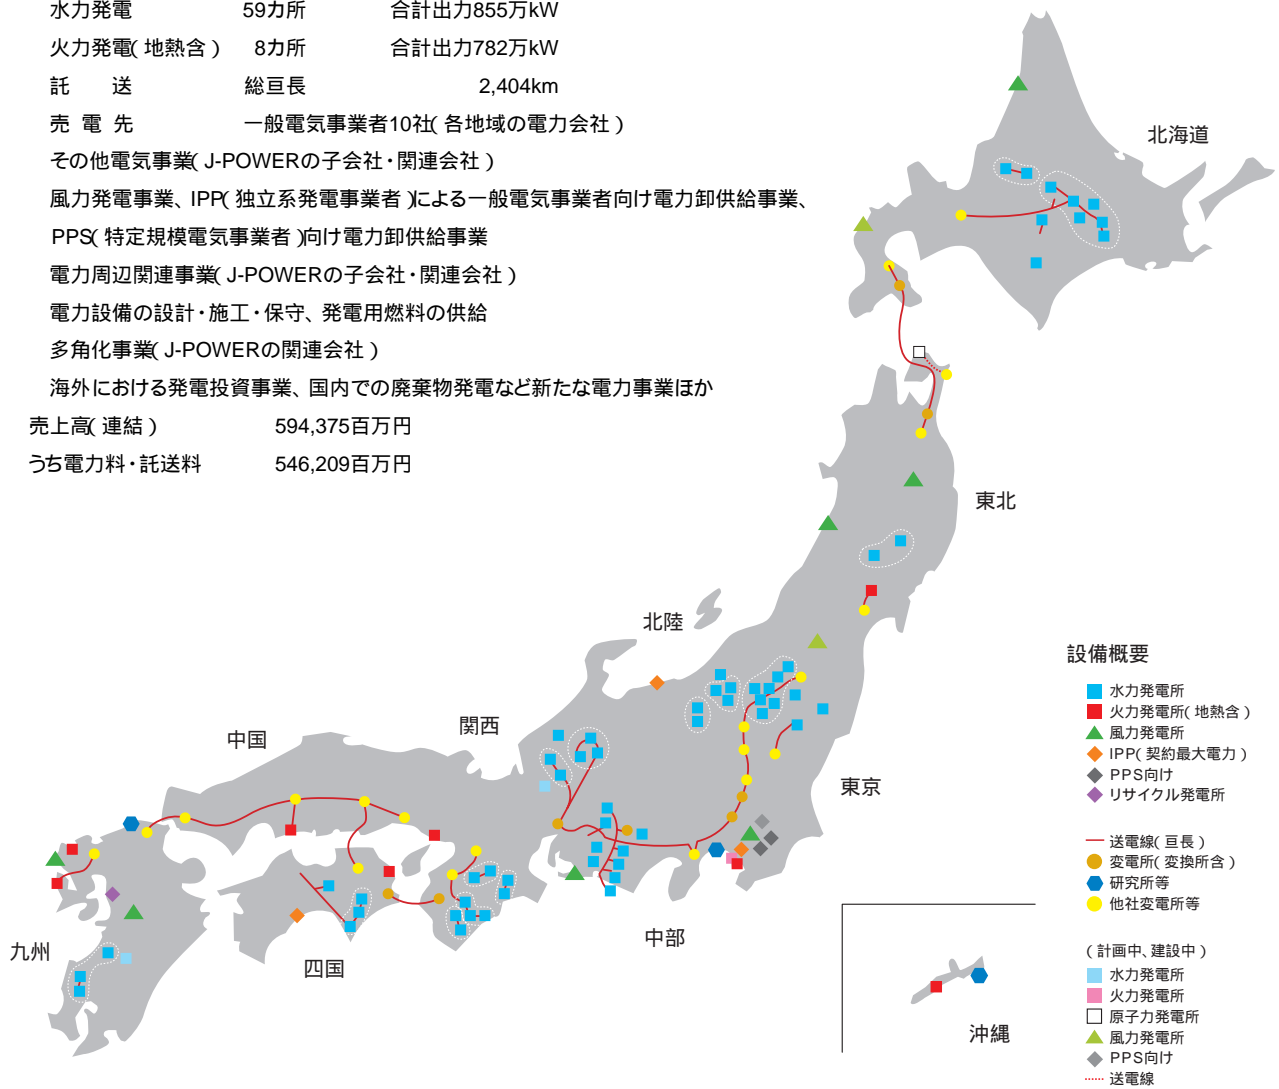 水力発電 59カ所 合計出力855万kW
火力発電(地熱含) 8カ所 合計出力782万kW
託 送 総亘長 2,404km
売電先 一般電気事業者10社(各地域の電力会社)
その他電気事業(J-POWERの子会社・関連会社)
風力発電事業、IPP(独立系発電事業者)による一般電気事業者向け電力卸供給事業、
PPS(特定規模電気事業者)向け電力卸供給事業
電力周辺関連事業(J-POWERの子会社・関連会社)
電力設備の設計・施工・保守、発電用燃料の供給
多角化事業(J-POWERの関連会社)
海外における発電投資事業、国内での廃棄物発電など新たな電力事業ほか
売上高(連結) 594,375百万円
うち電力料・託送料 546,209百万円
北海道
東北
北陸
関西
中国
東京
中部
四国
九州
沖縄
設備概要
水力発電所
火力発電所(地熱含)
風力発電所
IPP(契約最大電力)
PPS向け
リサイクル発電所
送電線(亘長)
変電所(変換所含)
研究所等
他社変電所等
(計画中、建設中)
水力発電所
火力発電所
原子力発電所
風力発電所
PPS向け
送電線